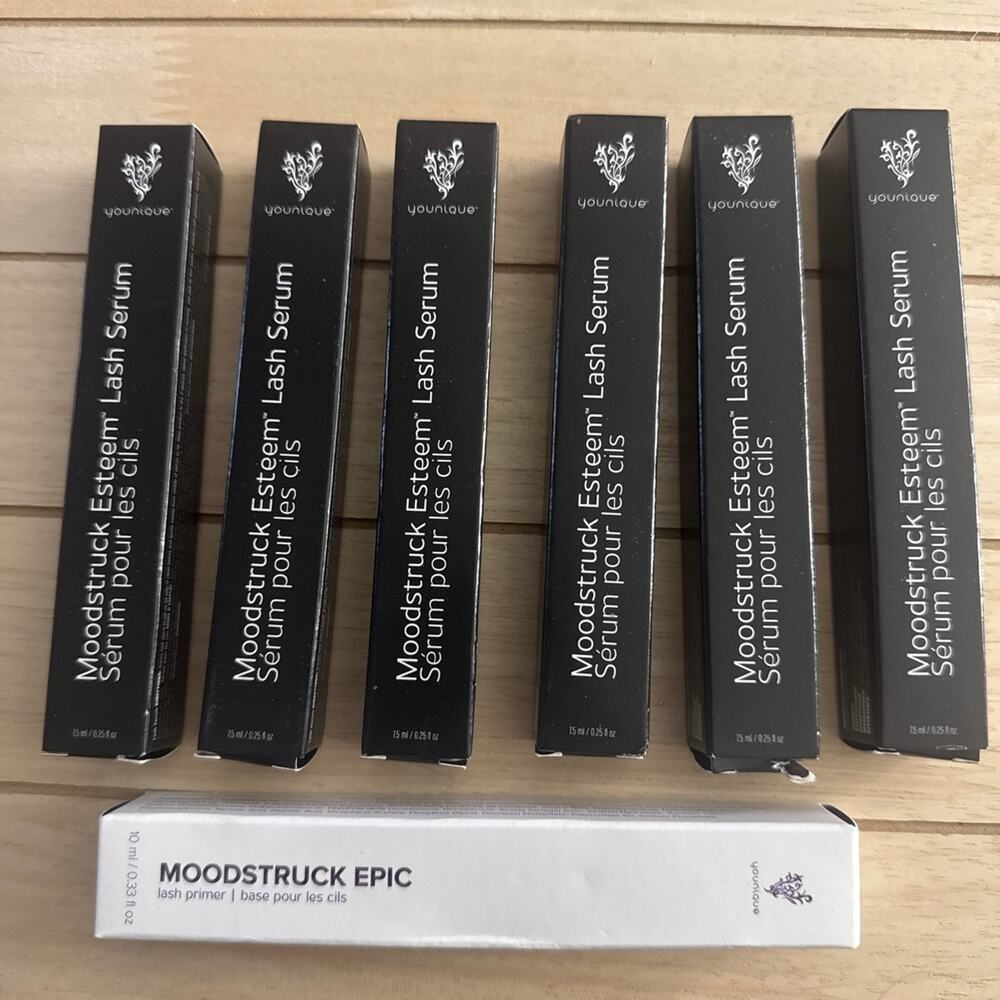 younique
Moodstruck Esteem™ Lash Serum
Sérum pour les cils
7.5 ml / 0.25 fl oz
younique
Moodstruck Esteem™ Lash Serum
Sérum pour les cils
7.5 ml / 0.25 fl oz
younique
Moodstruck Esteem™ Lash Serum
Sérum pour les cils
7.5 ml / 0.25 fl oz
younique
Moodstruck Esteem™ Lash Serum
Sérum pour les cils
7.5 ml / 0.25 fl oz
younique
Moodstruck Esteem™ Lash Serum
Sérum pour les cils
7.5 ml / 0.25 fl oz
younique
Moodstruck Esteem™ Lash Serum
Sérum pour les cils
7.5 ml / 0.25 fl oz
10 ml / 0.33 fl oz
MOODSTRUCK EPIC
lash primer | base pour les cils
younique